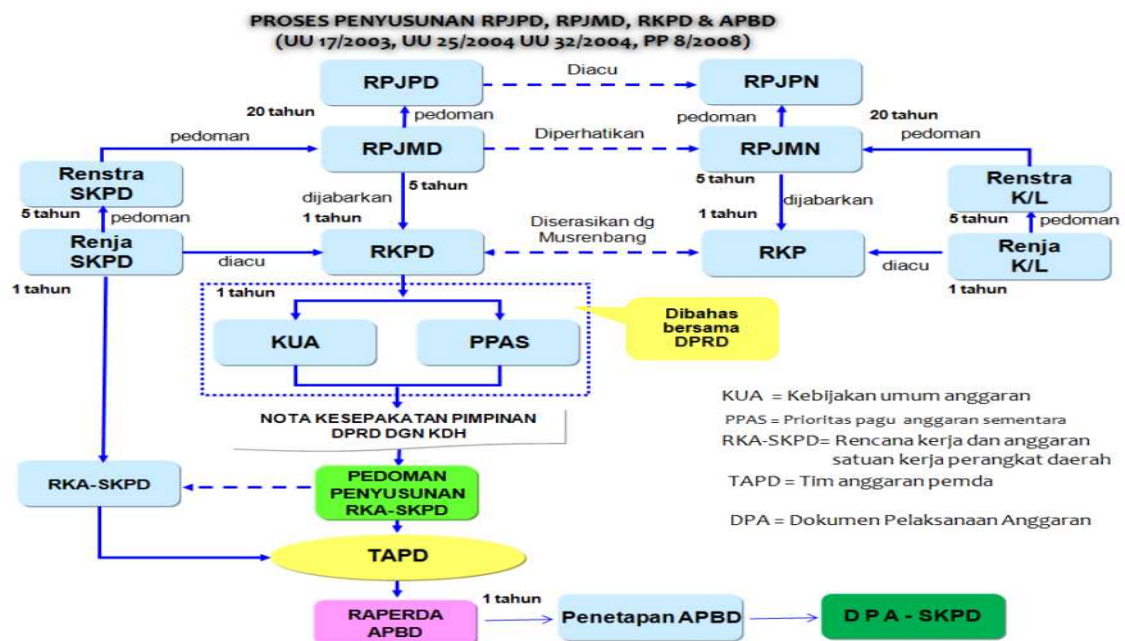 PROSES PENYUSUNAN RPJPD, RPJMD, RKPD & APBD
(UU 17/2003, UU 25/2004 UU 32/2004, PP 8/2008)
RPJPD
Diacu
RPJPN
20 tahun
pedoman
pedoman
20 tahun
pedoman
RPJMD
Diperhatikan
RPJMN
pedoman
Renstra
SKPD
5 tahun
5 tahun
Renstra
K/L
5 tahun
pedoman
dijabarkan
1 tahun
Diserasikan dg
Musrenbang
1 tahun
dijabarkan
5 tahun
pedoman
Renja
SKPD
diacu
RKPD
RKP
diacu
Renja
K/L
1 tahun
1 tahun
1 tahun
KUA
PPAS
Dibahas
bersama
DPRD
NOTA KESEPAKATAN PIMPINAN
DPRD DGN KDH
KUA = Kebijakan umum anggaran
PPAS = Prioritas pagu anggaran sementara
RKA-SKPD= Rencana kerja dan anggaran
satuan kerja perangkat daerah
TAPD = Tim anggaran pemda
DPA = Dokumen Pelaksanaan Anggaran
RKA-SKPD
PEDOMAN
PENYUSUNAN
RKA-SKPD
TAPD
RAPERDA
APBD
1 tahun
Penetapan APBD
DPA - SKPD